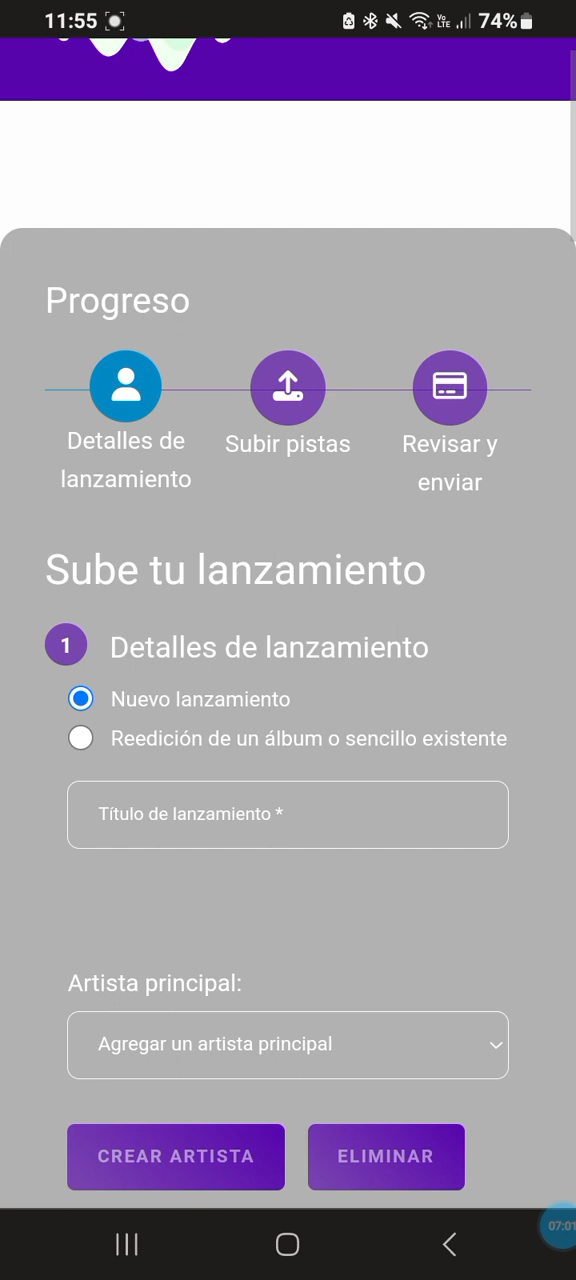 11:55
Vo
LTE
74%
Progreso
Detalles de
lanzamiento
Subir pistas
Revisar y
enviar
Sube tu lanzamiento
1
Detalles de lanzamiento
Nuevo lanzamiento
Reedición de un álbum o sencillo existente
Título de lanzamiento *
Artista principal:
Agregar un artista principal
CREAR ARTISTA
ELIMINAR
07:01